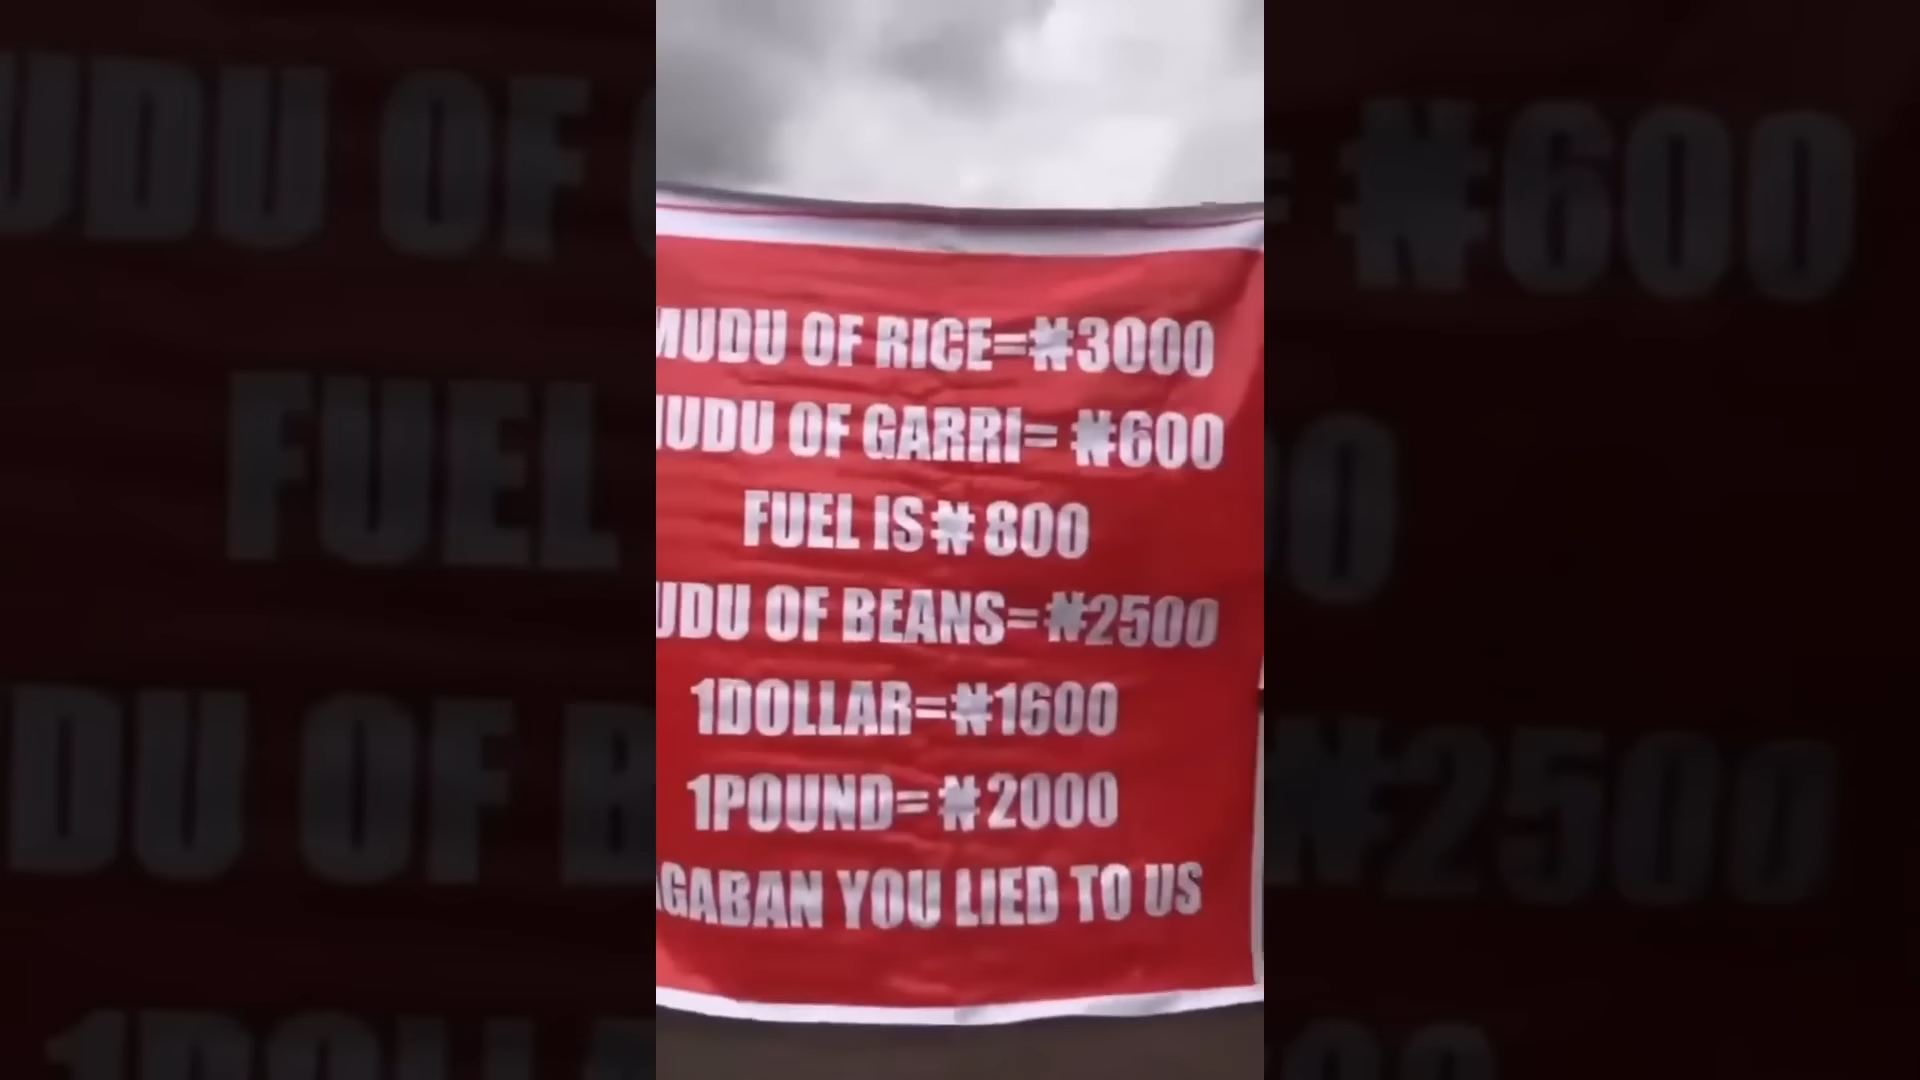 MUDU OF RICE=₦3000
MUDU OF GARRI= ₦600
FUEL IS ₦ 800
MUDU OF BEANS=₦2500
1DOLLAR=₦1600
1POUND= ₦2000
AGABAN YOU LIED TO US